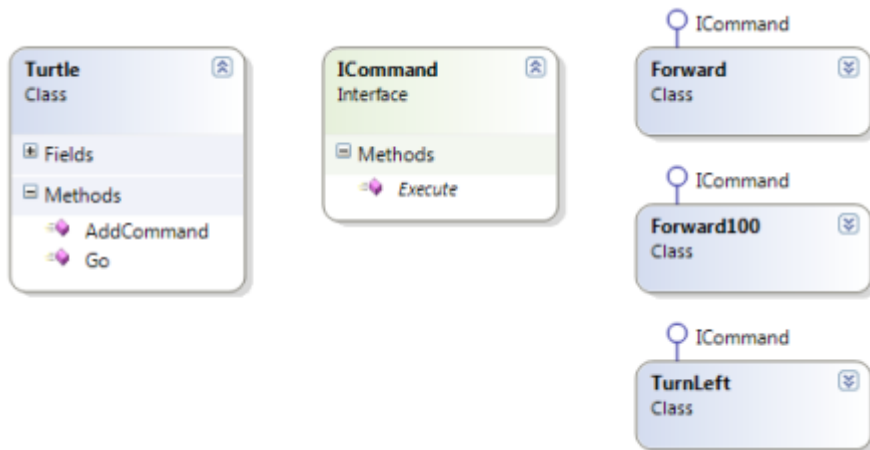 Turtle
Class
Fields
Methods
AddCommand
Go
ICommand
Interface
Methods
Execute
ICommand
Forward
Class
ICommand
Forward100
Class
ICommand
TurnLeft
Class